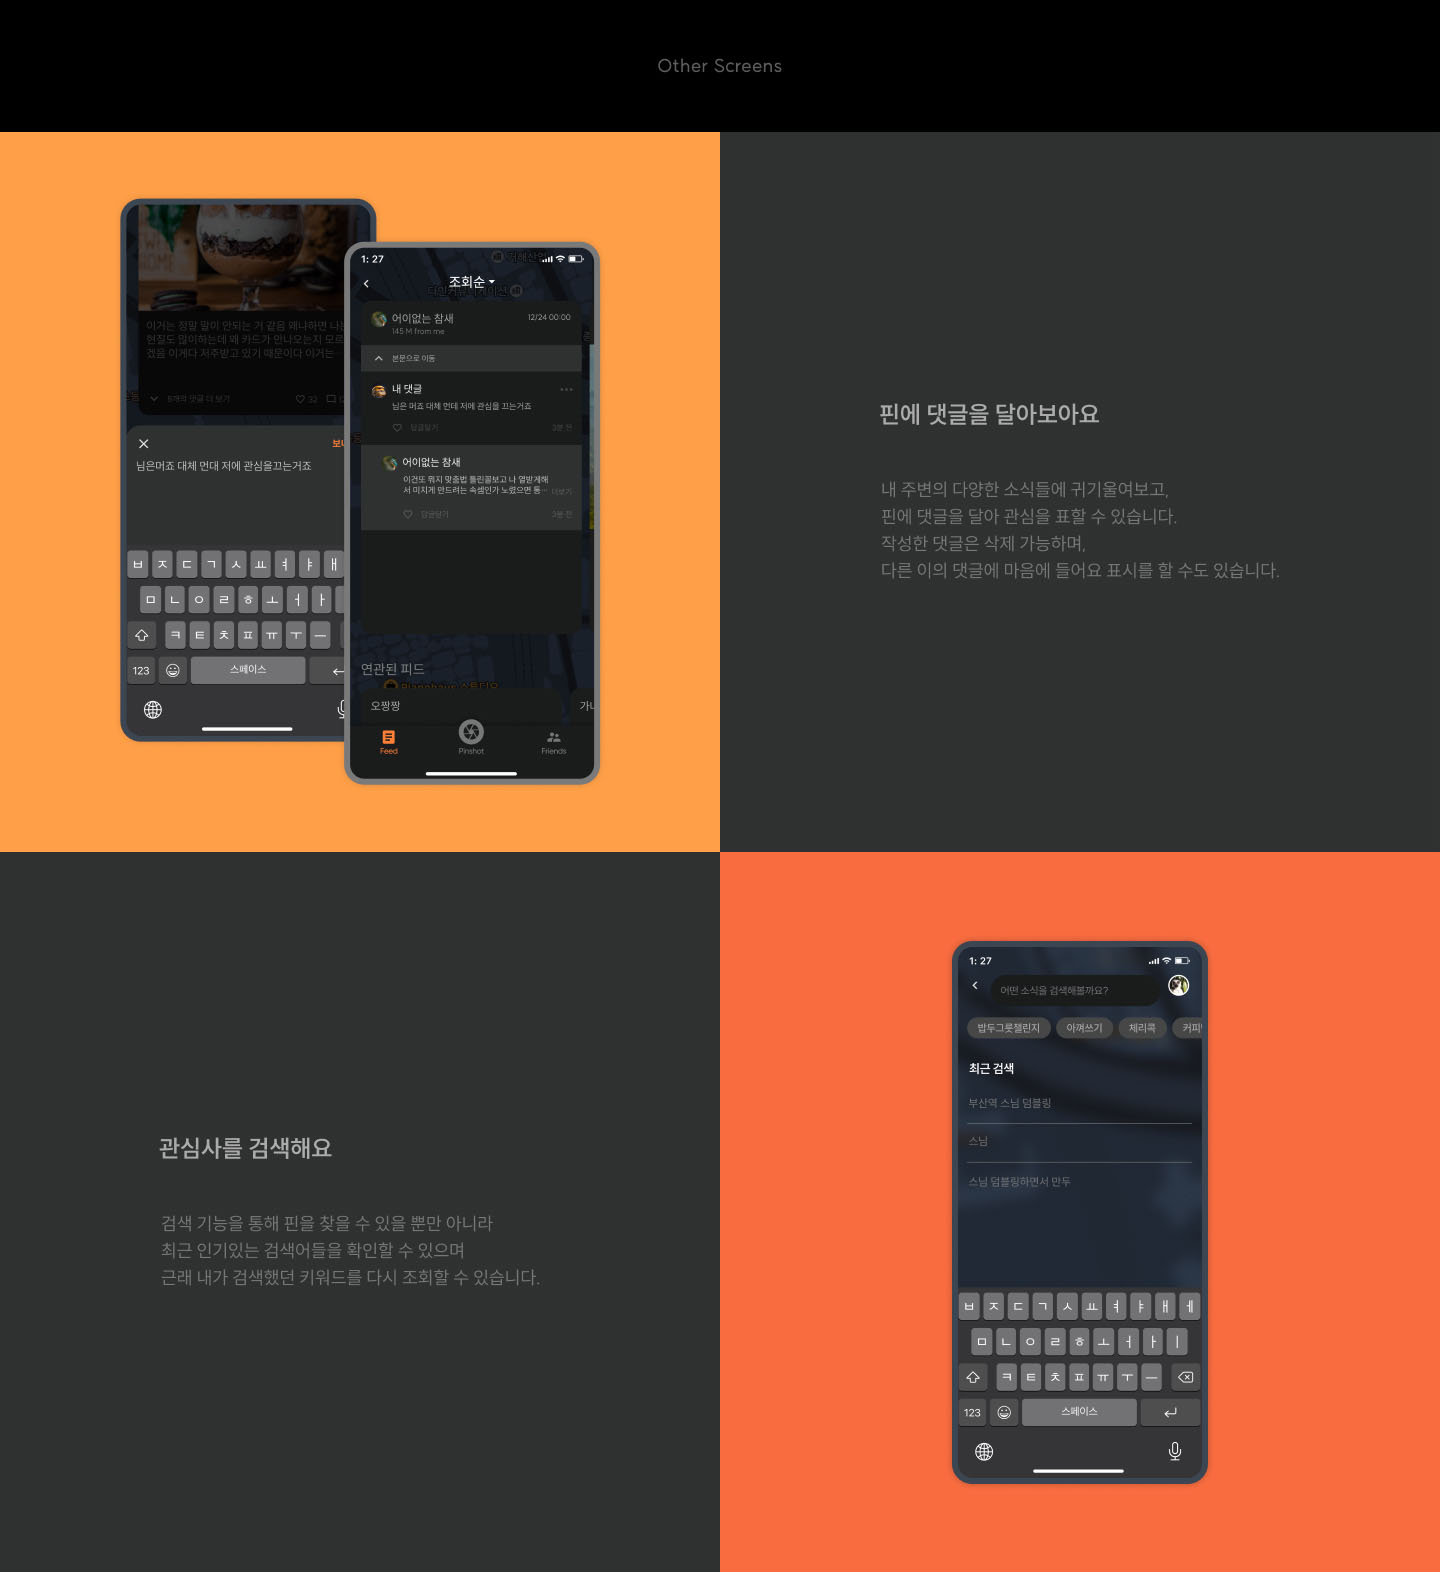 Other Screens
이거는 정말 말이 안되는 거 같음 왜냐하면 나는
현질도 많이하는데 왜 카드가 안나오는지 모르
겠음 이게다 저주받고 있기 때문이다 이거는
8개의 댓글 더 보기
32
님은머죠 대체 먼대 저에 관심을끄는거죠
ㅂ ㅈ ㄷ ㄱ ㅅ ㅛ ㅕ ㅑ ㅐ
ㅁ ㄴ ㅇ ㄹ ㅎ ㅗ ㅓ ㅏ
ㅋ ㅌ ㅊ ㅍ ㅠ ㅜ ㅡ
123
스페이스
1: 27
조회순
어이없는 참새
12/24 00:00
145 M from me
본문으로 이동
내 댓글
님은 머죠 대체 먼데 저에 관심을 끄는거죠
답글달기
3분 전
어이없는 참새
이건또 뭐지 맞춤법 틀린꼴보고 나 열받게해
서 미치게 만드려는 속셈인가 노렸으면 통...
더보기
답글달기
3분 전
연관된 피드
오짱짱
Feed
Pinshot
Friends
핀에 댓글을 달아보아요
내 주변의 다양한 소식들에 귀기울여보고,
핀에 댓글을 달아 관심을 표할 수 있습니다.
작성한 댓글은 삭제 가능하며,
다른 이의 댓글에 마음에 들어요 표시를 할 수도 있습니다.
관심사를 검색해요
검색 기능을 통해 핀을 찾을 수 있을 뿐만 아니라
최근 인기있는 검색어들을 확인할 수 있으며
근래 내가 검색했던 키워드를 다시 조회할 수 있습니다.
1: 27
어떤 소식을 검색해볼까요?
밥두그릇챌린지
아껴쓰기
체리콕
커피
최근 검색
부산역 스님 덤블링
스님
스님 덤블링하면서 만두
ㅂ ㅈ ㄷ ㄱ ㅅ ㅛ ㅕ ㅑ ㅐ ㅔ
ㅁ ㄴ ㅇ ㄹ ㅎ ㅗ ㅓ ㅏ ㅣ
ㅋ ㅌ ㅊ ㅍ ㅠ ㅜ ㅡ
123
스페이스